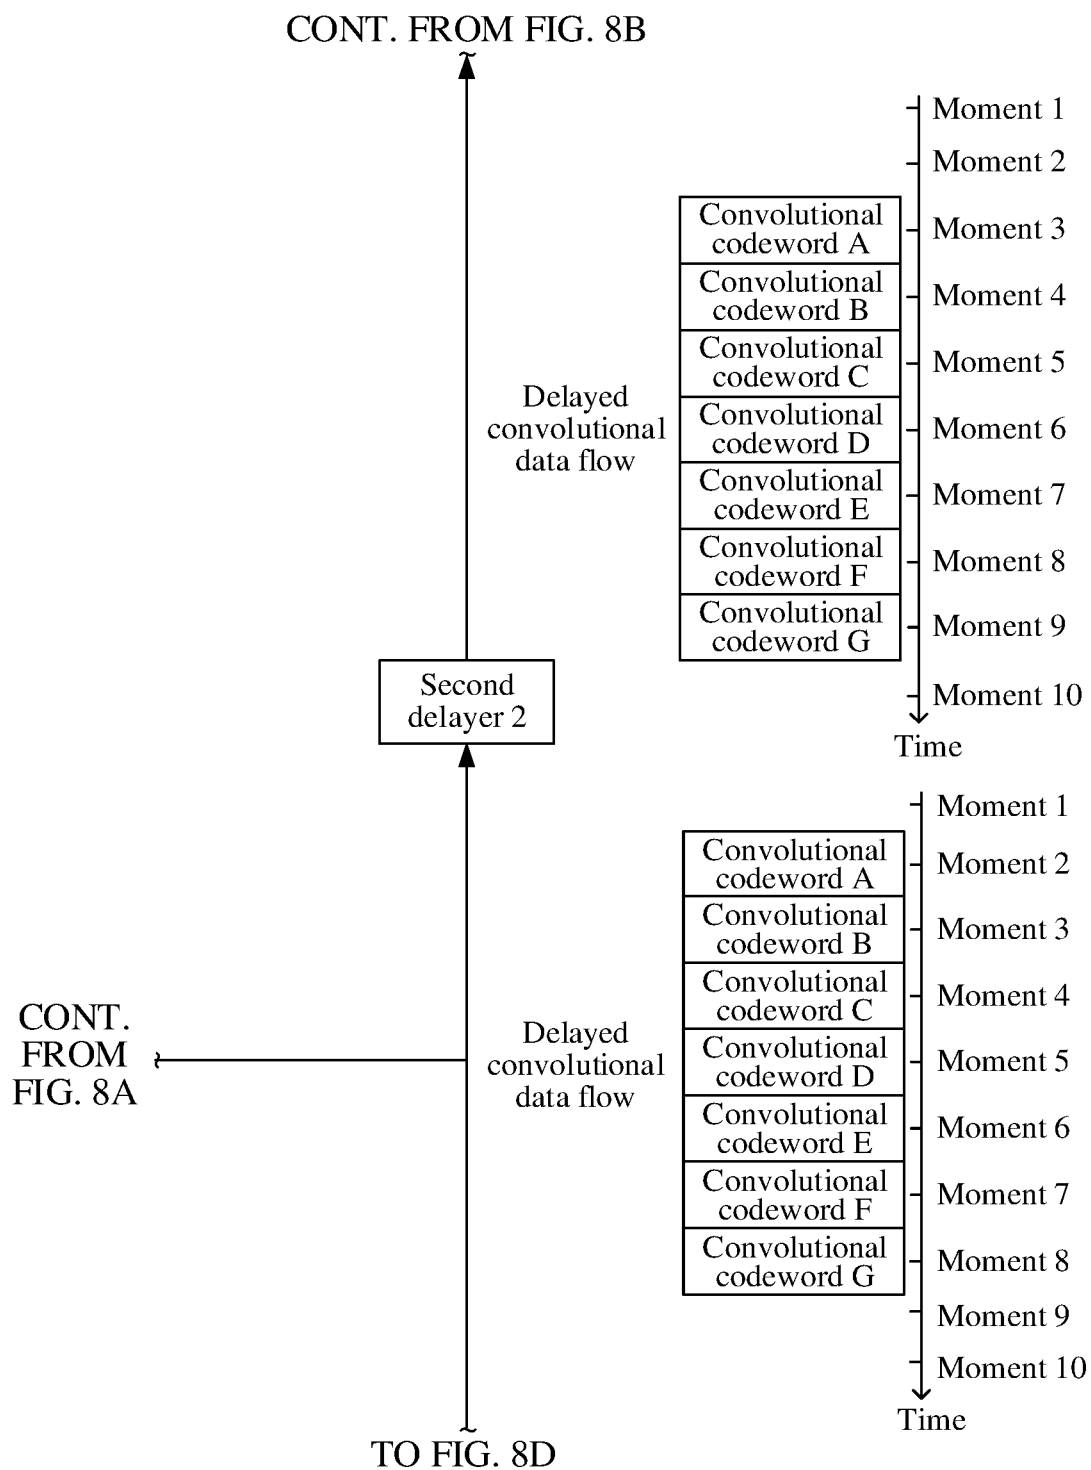 CONT. FROM FIG. 8B
Moment 1
Moment 2
Convolutional
codeword A
Moment 3
Convolutional
codeword B
Moment 4
Convolutional
codeword C
Moment 5
Delayed
convolutional
data flow
Convolutional
codeword D
Moment 6
Convolutional
codeword E
Moment 7
Convolutional
codeword F
Moment 8
Convolutional
codeword G
Moment 9
Second
delayer 2
Moment 10
Time
Moment 1
Convolutional
codeword A
Moment 2
Convolutional
codeword B
Moment 3
Convolutional
codeword C
Moment 4
CONT.
FROM
FIG. 8A
Delayed
convolutional
data flow
Convolutional
codeword D
Moment 5
Convolutional
codeword E
Moment 6
Convolutional
codeword F
Moment 7
Convolutional
codeword G
Moment 8
Moment 9
Moment 10
Time
TO FIG. 8D